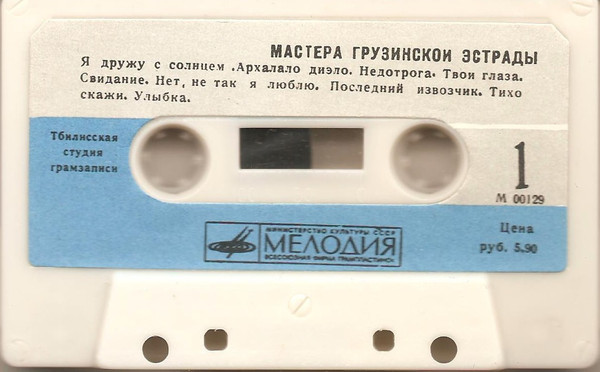 МАСТЕРА ГРУЗИНСКОЙ ЭСТРАДЫ
Я дружу с солнцем .Архалало диэло. Недотрога. Твои глаза.
Свидание. Нет, не так я люблю. Последний извозчик. Тихо
скажи. Улыбка.
Тбилисская
студия
грамзаписи
1
М 00129
МИНИСТЕРСТВО КУЛЬТУРЫ СССР
МЕЛОДИЯ
ВСЕСОЮЗНАЯ ФИРМА ГРАМПЛАСТИНОК
Цена
руб. 5.90